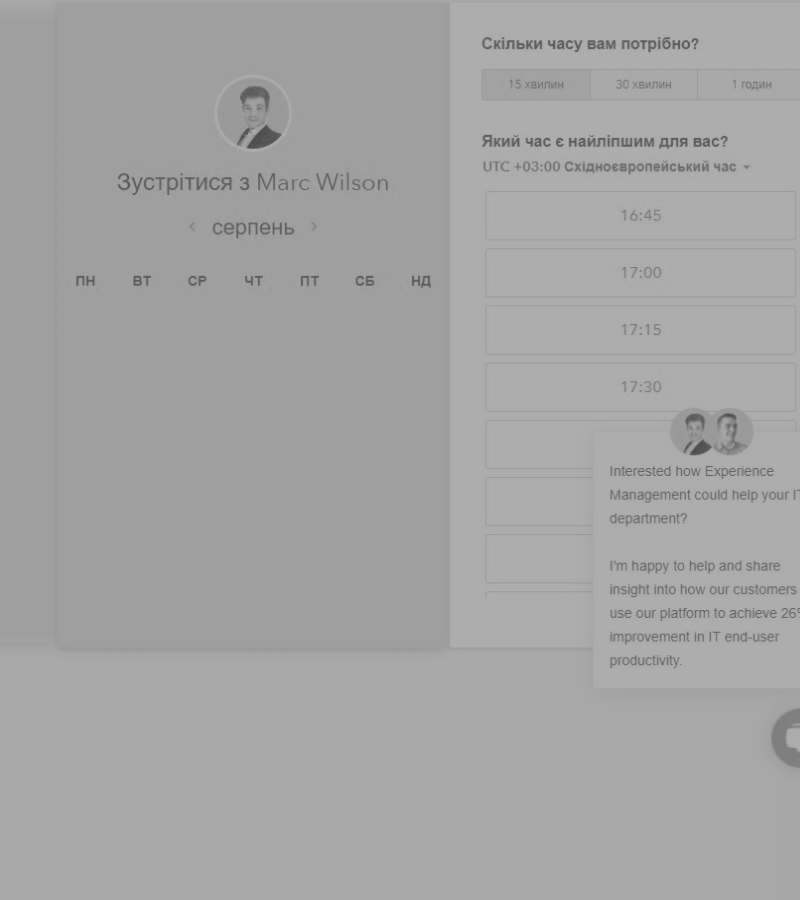 Зустрітися з Marc Wilson
серпень
ПН ВТ СР ЧТ ПТ СБ НД
Скільки часу вам потрібно?
15 хвилин 30 хвилин 1 годин
Який час є найліпшим для вас?
UTC +03:00 Східноєвропейський час
16:45
17:00
17:15
17:30
Interested how Experience
Management could help your IT
department?
I'm happy to help and share
insight into how our customers
use our platform to achieve 26%
improvement in IT end-user
productivity.